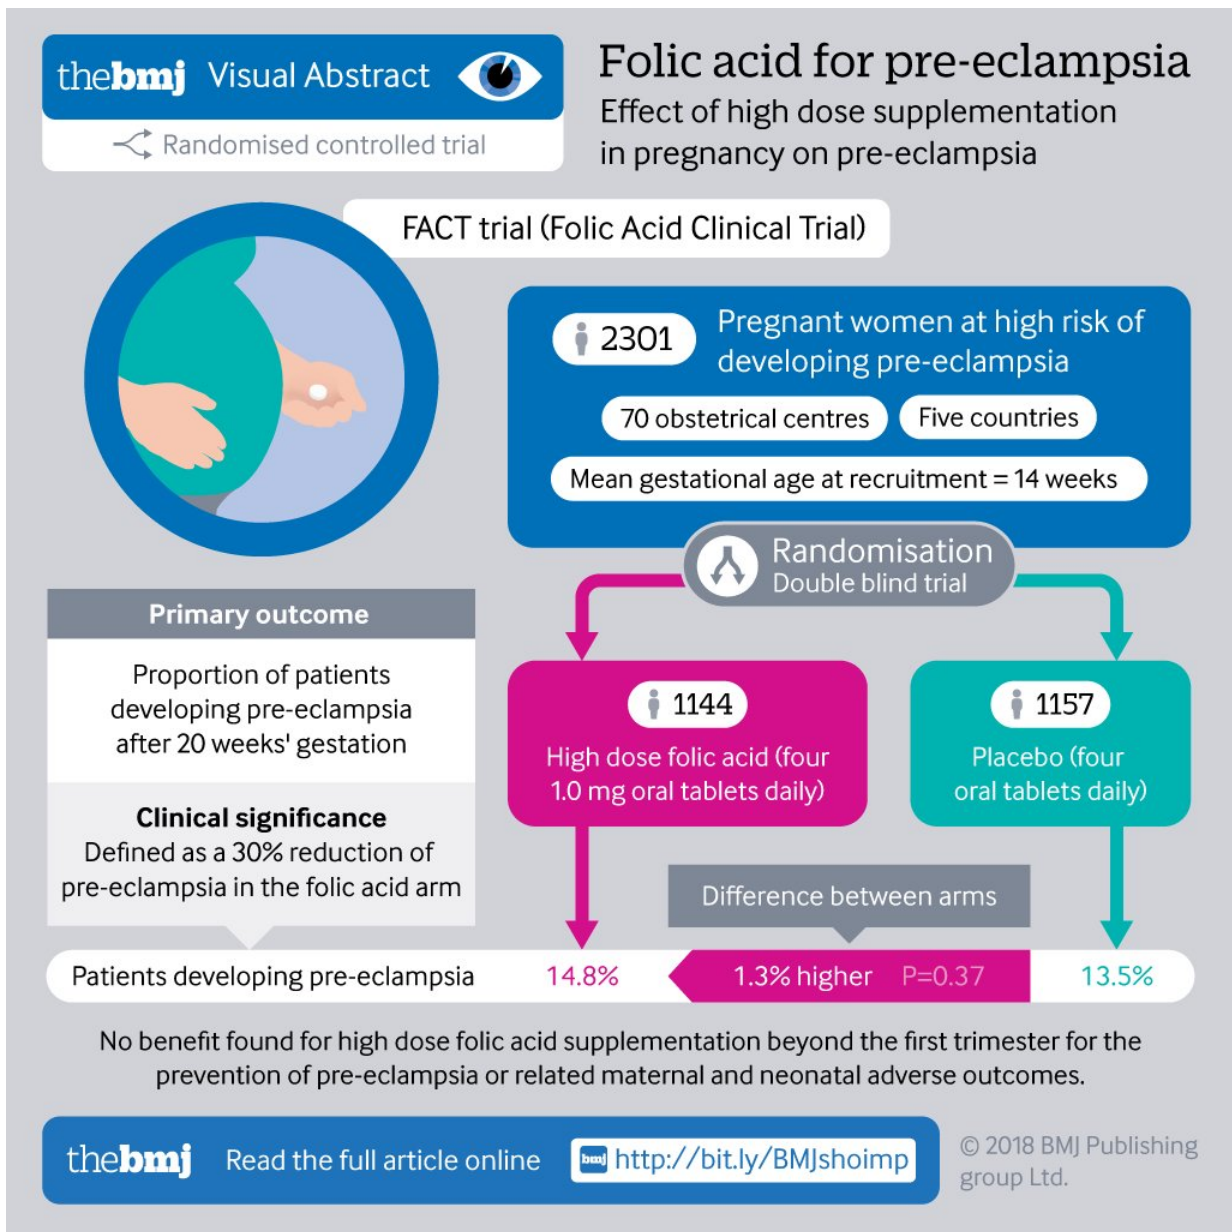 thebmj Visual Abstract
Randomised controlled trial
Folic acid for pre-eclampsia
Effect of high dose supplementation
in pregnancy on pre-eclampsia
FACT trial (Folic Acid Clinical Trial)
2301
Pregnant women at high risk of
developing pre-eclampsia
70 obstetrical centres
Five countries
Mean gestational age at recruitment = 14 weeks
Randomisation
Double blind trial
Primary outcome
Proportion of patients
developing pre-eclampsia
after 20 weeks' gestation
Clinical significance
Defined as a 30% reduction of
pre-eclampsia in the folic acid arm
1144
High dose folic acid (four
1.0 mg oral tablets daily)
1157
Placebo (four
oral tablets daily)
Difference between arms
Patients developing pre-eclampsia 14.8% 1.3% higher P=0.37 13.5%
No benefit found for high dose folic acid supplementation beyond the first trimester for the
prevention of pre-eclampsia or related maternal and neonatal adverse outcomes.
thebmj Read the full article online bmj http://bit.ly/BMJshoimp
© 2018 BMJ Publishing
group Ltd.